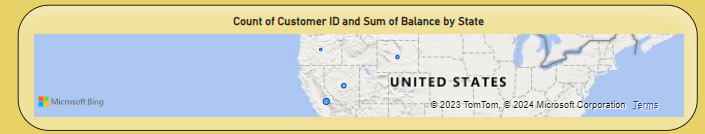 Count of Customer ID and Sum of Balance by State
UNITED STATES
Microsoft Bing
© 2023 TomTom, © 2024 Microsoft Corporation Terms